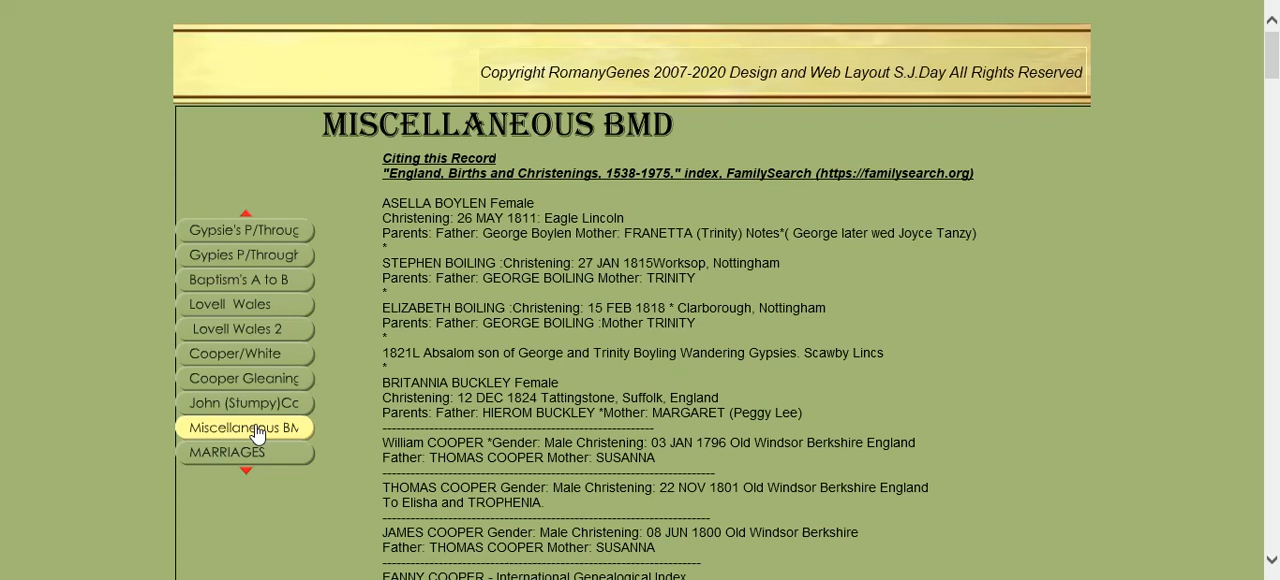 Copyright RomanyGenes 2007-2020 Design and Web Layout S.J.Day All Rights Reserved
MISCELLANEOUS BMD
Citing this Record
"England, Births and Christenings, 1538-1975," index, FamilySearch (https://familysearch.org)
ASELLA BOYLEN Female
Christening: 26 MAY 1811: Eagle Lincoln
Parents: Father: George Boylen Mother: FRANETTA (Trinity) Notes*( George later wed Joyce Tanzy)
*
STEPHEN BOILING :Christening: 27 JAN 1815Worksop, Nottingham
Parents: Father: GEORGE BOILING Mother: TRINITY
*
ELIZABETH BOILING :Christening: 15 FEB 1818 * Clarborough, Nottingham
Parents: Father: GEORGE BOILING :Mother TRINITY
*
1821L Absalom son of George and Trinity Boyling Wandering Gypsies. Scawby Lincs
*
BRITANNIA BUCKLEY Female
Christening: 12 DEC 1824 Tattingstone, Suffolk, England
Parents: Father: HIEROM BUCKLEY *Mother: MARGARET (Peggy Lee)
----------------------------------------------------------
William COOPER *Gender: Male Christening: 03 JAN 1796 Old Windsor Berkshire England
Father: THOMAS COOPER Mother: SUSANNA
-----------------------------------------------------------------------
THOMAS COOPER Gender: Male Christening: 22 NOV 1801 Old Windsor Berkshire England
To Elisha and TROPHENIA.
----------------------------------------------------------------------
JAMES COOPER Gender: Male Christening: 08 JUN 1800 Old Windsor Berkshire
Father: THOMAS COOPER Mother: SUSANNA
--------------------------------------------------------------------
FANNY COOPER - International Genealogical Index
Gypsie's P/Throug
Gypies P/Through
Baptism's A to B
Lovell Wales
Lovell Wales 2
Cooper/White
Cooper Gleaning
John (Stumpy)Co
Miscellaneous BM
MARRIAGES